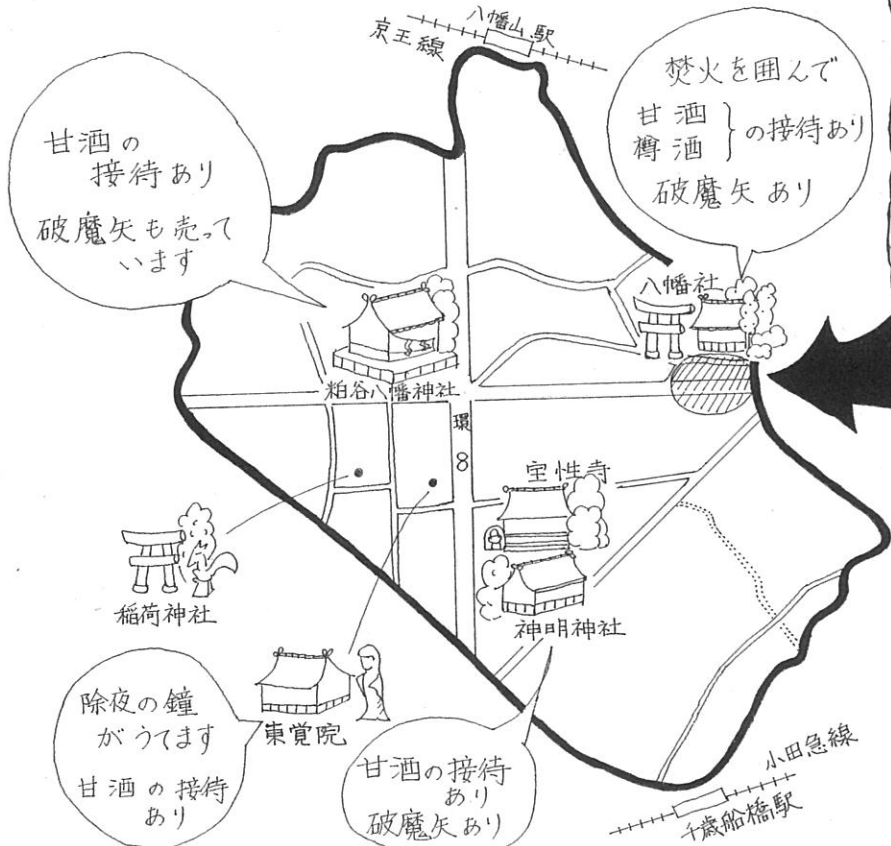 八幡山駅
京王線
焚火を囲んで
甘酒
樽酒
の接待あり
破魔矢あり
甘酒の
接待あり
破魔矢も売って
います
八幡社
粕谷八幡神社
環8
宝性寺
稲荷神社
神明神社
東覚院
除夜の鐘
がうてます
甘酒の接待
あり
甘酒の接待
あり
破魔矢あり
小田急線
千歳船橋駅